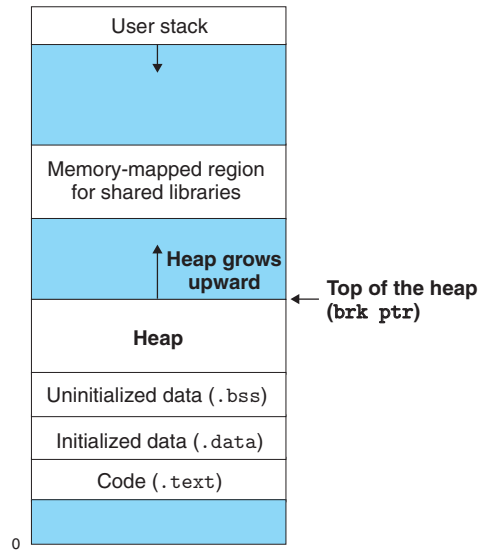 User stack
Memory-mapped region
for shared libraries
Heap grows
upward
Top of the heap
(brk ptr)
Heap
Uninitialized data (.bss)
Initialized data (.data)
Code (.text)
0